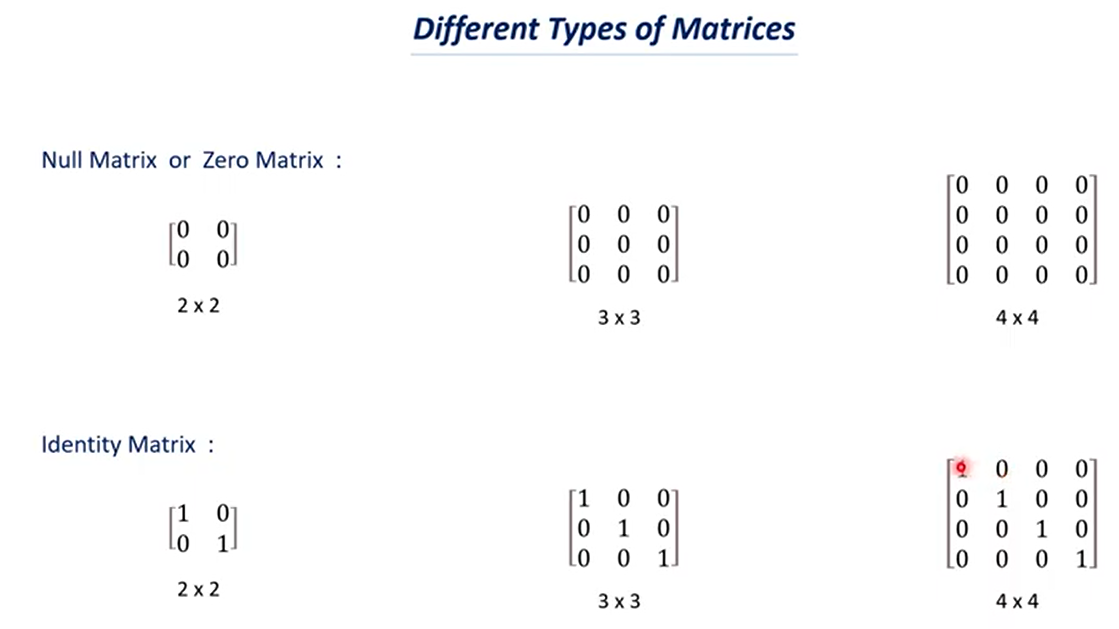 Different Types of Matrices
Null Matrix or Zero Matrix :
0 0
0 0
2 x 2
0 0 0
0 0 0
0 0 0
3 x 3
0 0 0 0
0 0 0 0
0 0 0 0
0 0 0 0
4 x 4
Identity Matrix :
1 0
0 1
2 x 2
1 0 0
0 1 0
0 0 1
3 x 3
0 0 0
0 1 0 0
0 0 1 0
0 0 0 1
4 x 4